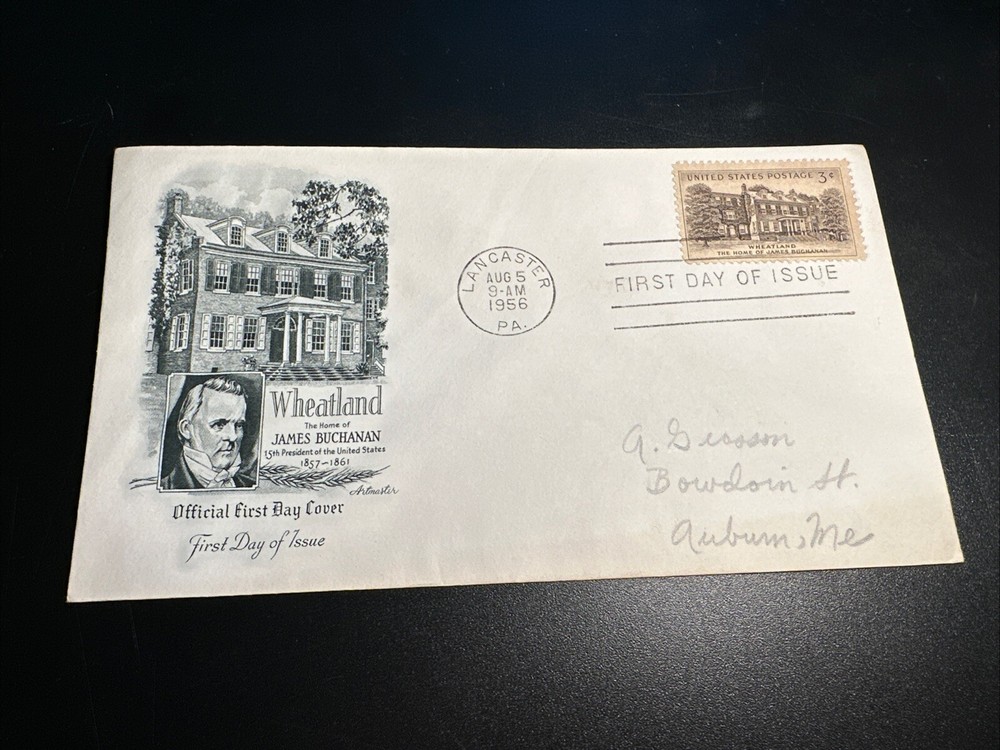 UNITED STATES POSTAGE 3¢
WHEATLAND
THE HOME OF JAMES BUCHANAN
LANCASTER
AUG 5
9-AM
1956
PA.
FIRST DAY OF ISSUE
Wheatland
The Home of
JAMES BUCHANAN
15th President of the United States
1857-1861
Artmaster
Official First Day Cover
First Day of Issue
A.
Bowdoin St.
Auburn, Me